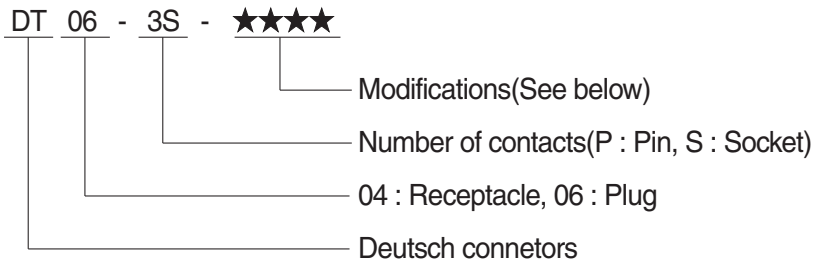 DT 06 - 3S - ★★★★
Modifications(See below)
Number of contacts(P : Pin, S : Socket)
04 : Receptacle, 06 : Plug
Deutsch connetors